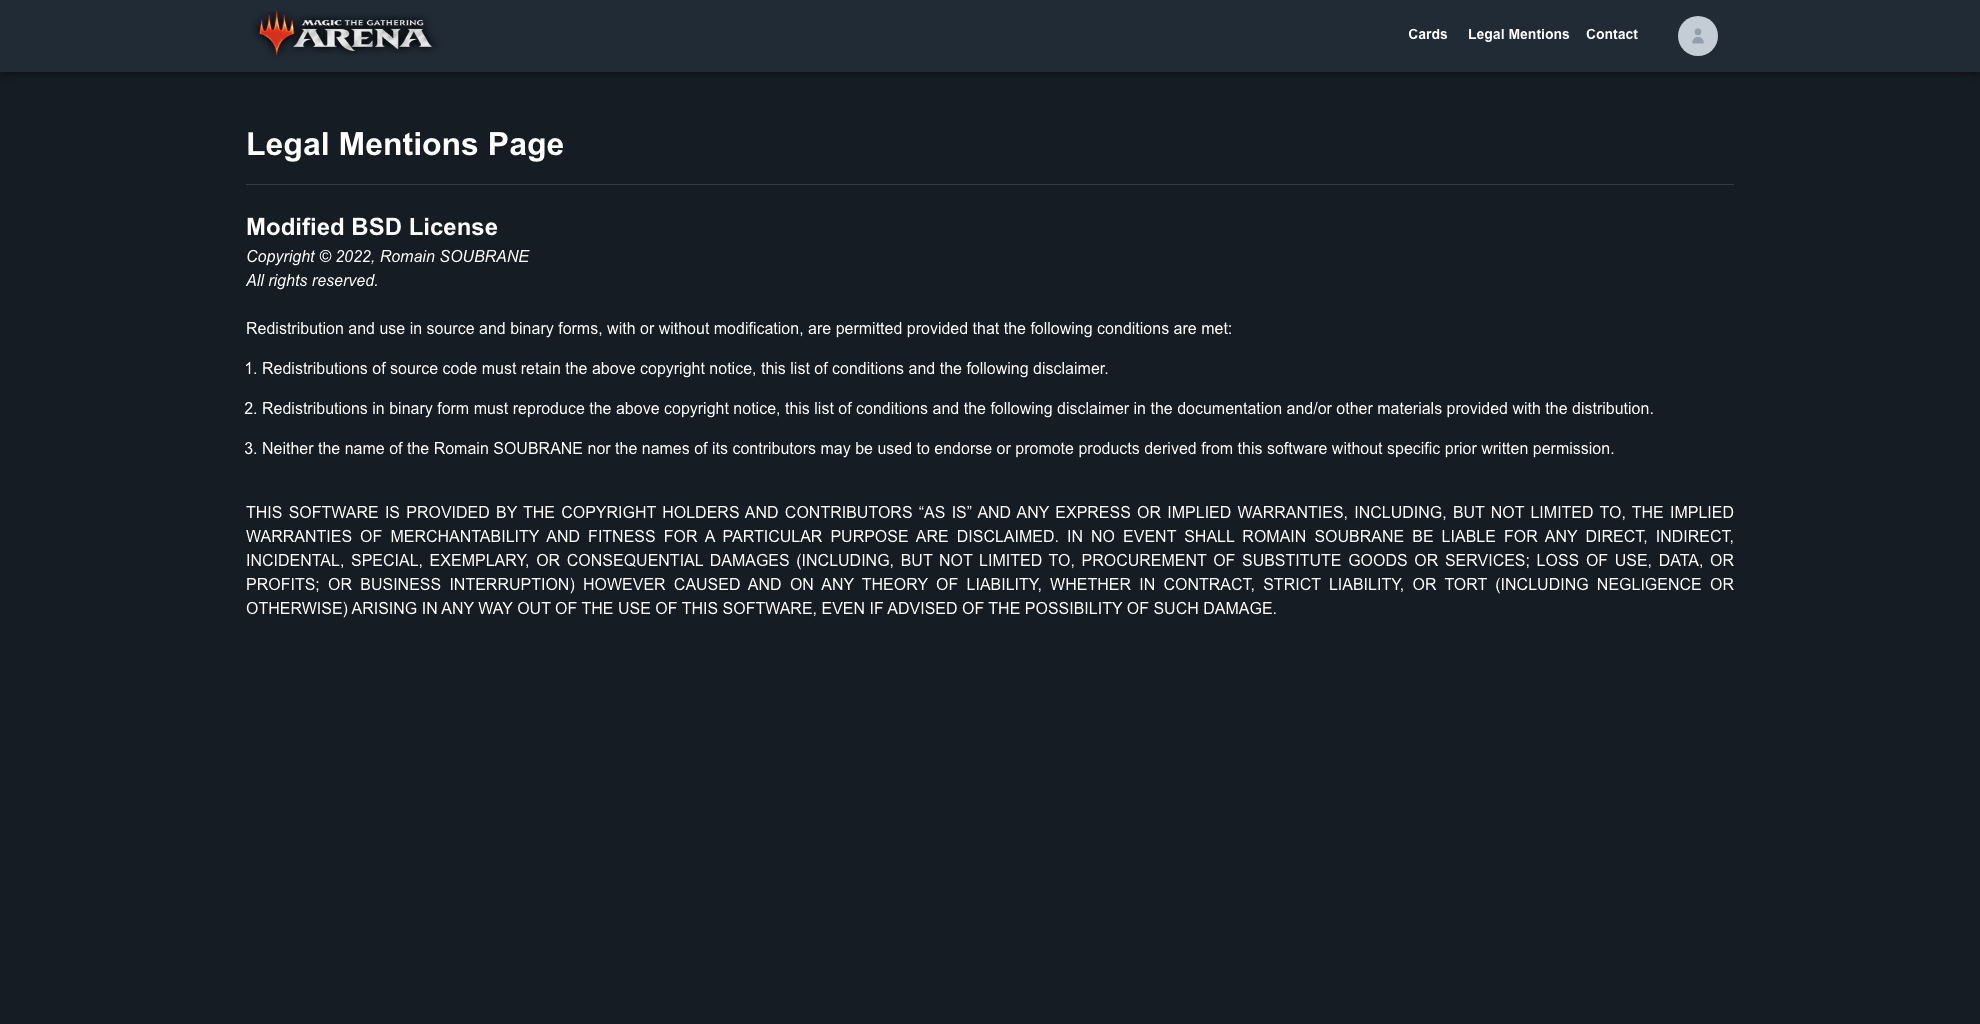 MAGIC THE GATHERING
ARENA
Cards
Legal Mentions
Contact
Legal Mentions Page
Modified BSD License
Copyright © 2022, Romain SOUBRANE
All rights reserved.
Redistribution and use in source and binary forms, with or without modification, are permitted provided that the following conditions are met:
1. Redistributions of source code must retain the above copyright notice, this list of conditions and the following disclaimer.
2. Redistributions in binary form must reproduce the above copyright notice, this list of conditions and the following disclaimer in the documentation and/or other materials provided with the distribution.
3. Neither the name of the Romain SOUBRANE nor the names of its contributors may be used to endorse or promote products derived from this software without specific prior written permission.
THIS SOFTWARE IS PROVIDED BY THE COPYRIGHT HOLDERS AND CONTRIBUTORS “AS IS” AND ANY EXPRESS OR IMPLIED WARRANTIES, INCLUDING, BUT NOT LIMITED TO, THE IMPLIED
WARRANTIES OF MERCHANTABILITY AND FITNESS FOR A PARTICULAR PURPOSE ARE DISCLAIMED. IN NO EVENT SHALL ROMAIN SOUBRANE BE LIABLE FOR ANY DIRECT, INDIRECT,
INCIDENTAL, SPECIAL, EXEMPLARY, OR CONSEQUENTIAL DAMAGES (INCLUDING, BUT NOT LIMITED TO, PROCUREMENT OF SUBSTITUTE GOODS OR SERVICES; LOSS OF USE, DATA, OR
PROFITS; OR BUSINESS INTERRUPTION) HOWEVER CAUSED AND ON ANY THEORY OF LIABILITY, WHETHER IN CONTRACT, STRICT LIABILITY, OR TORT (INCLUDING NEGLIGENCE OR
OTHERWISE) ARISING IN ANY WAY OUT OF THE USE OF THIS SOFTWARE, EVEN IF ADVISED OF THE POSSIBILITY OF SUCH DAMAGE.